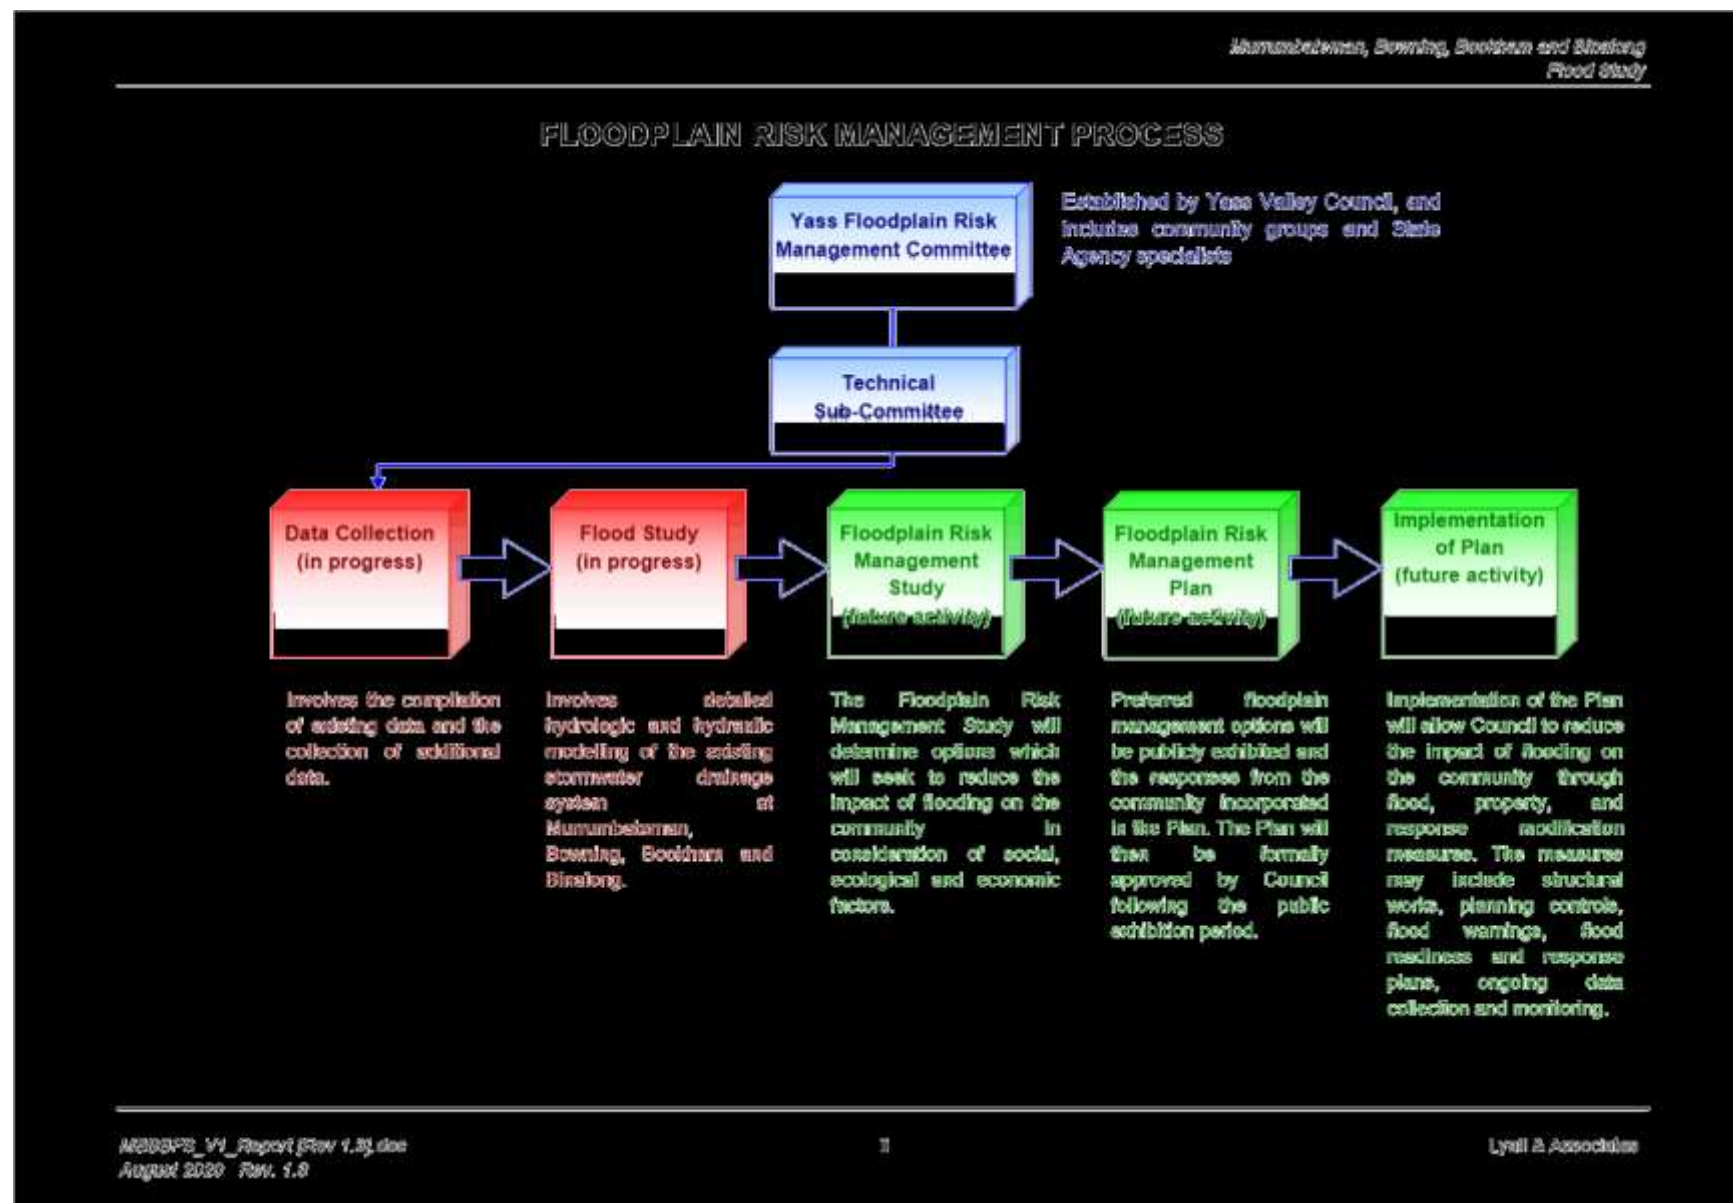 Murrumbateman, Bowning, Bookham and Binalong
Flood Study
FLOODPLAIN RISK MANAGEMENT PROCESS
Yass Floodplain Risk
Management Committee
Established by Yass Valley Council, and
includes community groups and State
Agency specialists
Technical
Sub-Committee
Data Collection
(in progress)
Flood Study
(in progress)
Floodplain Risk
Management
Study
(future activity)
Floodplain Risk
Management
Plan
(future activity)
Implementation
of Plan
(future activity)
Involves the compilation
of existing data and the
collection of additional
data.
Involves detailed
hydrologic and hydraulic
modelling of the existing
stormwater drainage
system at
Murrumbateman,
Bowning, Bookham and
Binalong.
The Floodplain Risk
Management Study will
determine options which
will seek to reduce the
impact of flooding on the
community in
consideration of social,
ecological and economic
factors.
Preferred floodplain
management options will
be publicly exhibited and
the responses from the
community incorporated
in the Plan. The Plan will
then be formally
approved by Council
following the public
exhibition period.
Implementation of the Plan
will allow Council to reduce
the impact of flooding on
the community through
flood, property, and
response modification
measures. The measures
may include structural
works, planning controls,
flood warnings, flood
readiness and response
plans, ongoing data
collection and monitoring.
MBBBFS_V1_Report [Rev 1.3].doc
August 2020 Rev. 1.3
Lyall & Associates